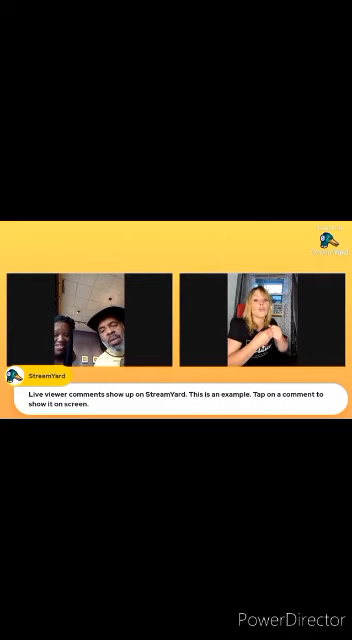 StreamYard
StreamYard
Live viewer comments show up on StreamYard. This is an example. Tap on a comment to
show it on screen.
PowerDirector